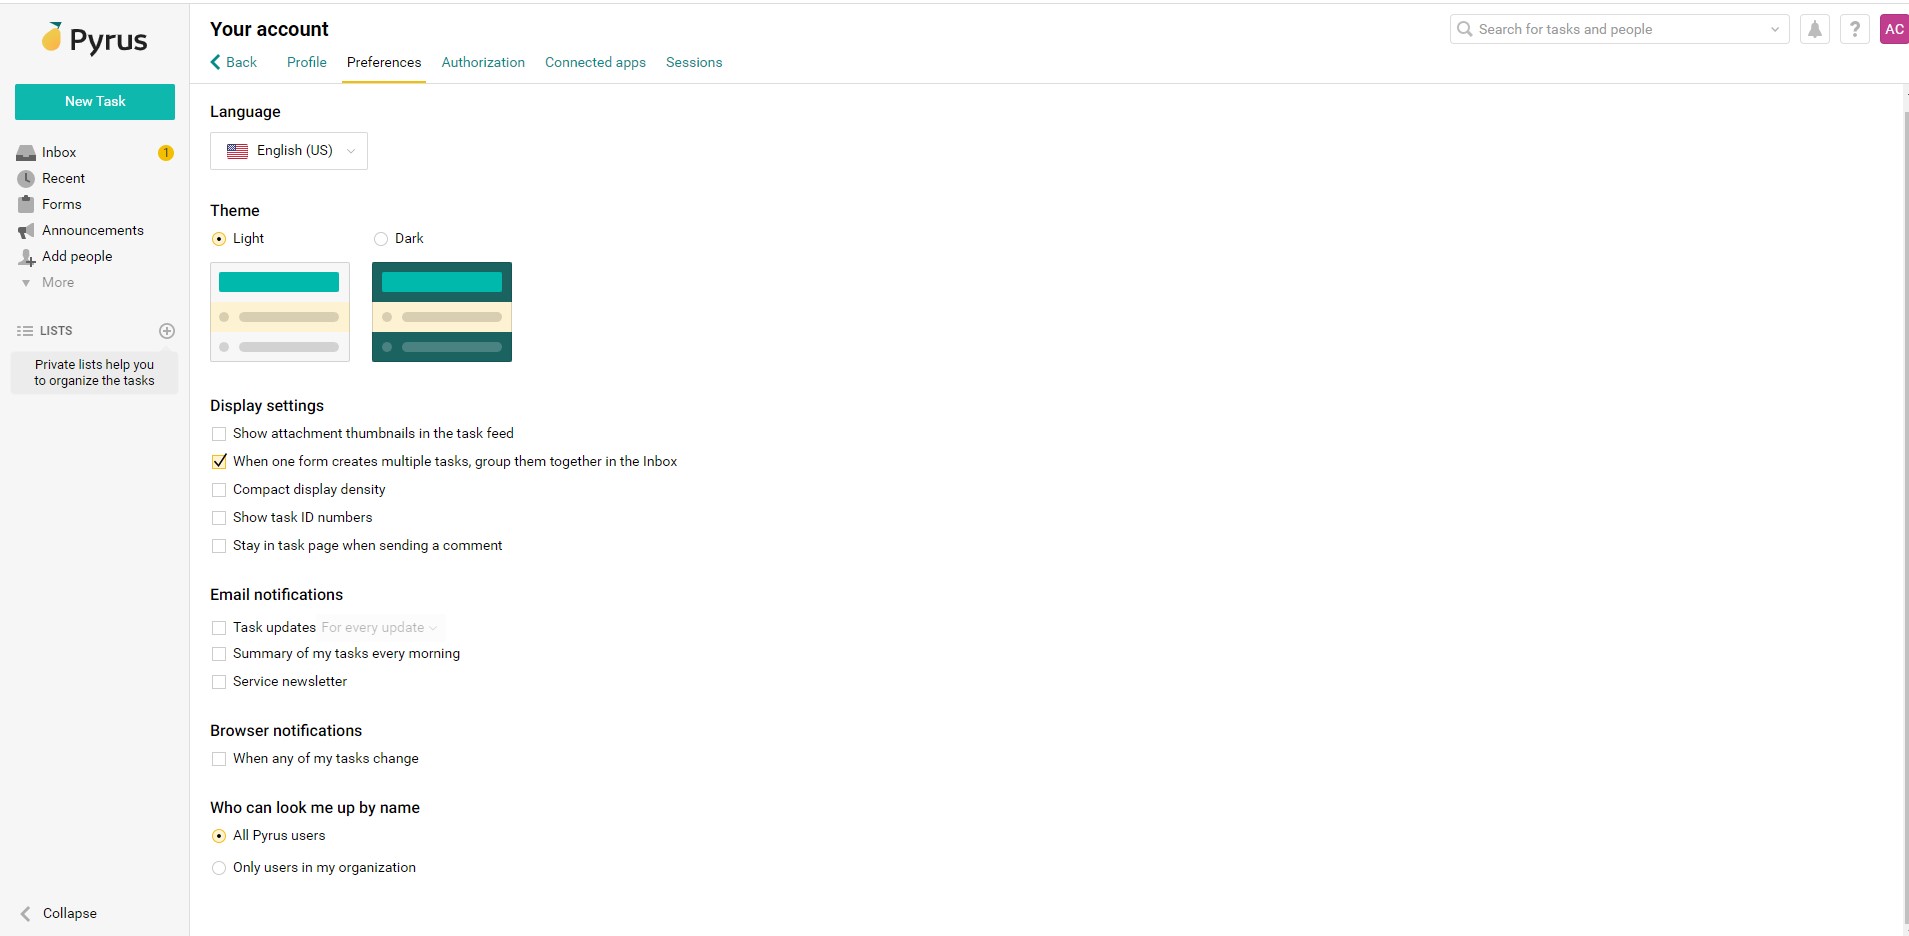 Pyrus
New Task
Inbox 1
Recent
Forms
Announcements
Add people
More
LISTS
Private lists help you
to organize the tasks
Collapse
Your account
Search for tasks and people
?
AC
Back Profile Preferences Authorization Connected apps Sessions
Language
English (US)
Theme
Light Dark
Display settings
Show attachment thumbnails in the task feed
When one form creates multiple tasks, group them together in the Inbox
Compact display density
Show task ID numbers
Stay in task page when sending a comment
Email notifications
Task updates For every update
Summary of my tasks every morning
Service newsletter
Browser notifications
When any of my tasks change
Who can look me up by name
All Pyrus users
Only users in my organization